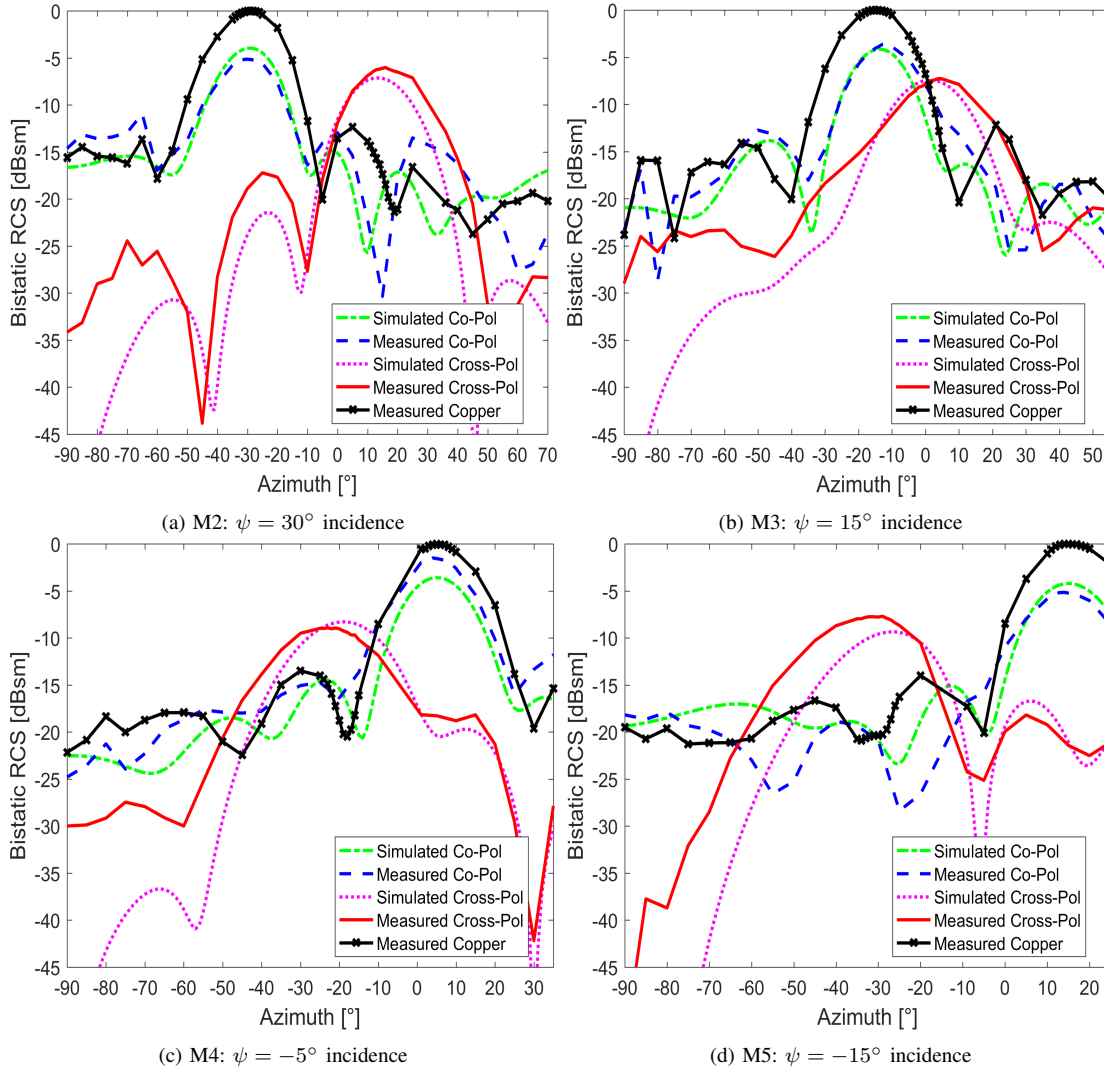 0
-5
-10
-15
-20
-25
-30
-35
-40
-45
Bistatic RCS [dBsm]
Simulated Co-Pol
Measured Co-Pol
Simulated Cross-Pol
Measured Cross-Pol
Measured Copper
-90 -80 -70 -60 -50 -40 -30 -20 -10 0 10 20 30 40 50 60 70
Azimuth [°]
(a) M2: ψ = 30° incidence
0
-5
-10
-15
-20
-25
-30
-35
-40
-45
Bistatic RCS [dBsm]
Simulated Co-Pol
Measured Co-Pol
Simulated Cross-Pol
Measured Cross-Pol
Measured Copper
-90 -80 -70 -60 -50 -40 -30 -20 -10 0 10 20 30 40 50
Azimuth [°]
(b) M3: ψ = 15° incidence
0
-5
-10
-15
-20
-25
-30
-35
-40
-45
Bistatic RCS [dBsm]
Simulated Co-Pol
Measured Co-Pol
Simulated Cross-Pol
Measured Cross-Pol
Measured Copper
-90 -80 -70 -60 -50 -40 -30 -20 -10 0 10 20 30
Azimuth [°]
(c) M4: ψ = −5° incidence
0
-5
-10
-15
-20
-25
-30
-35
-40
-45
Bistatic RCS [dBsm]
Simulated Co-Pol
Measured Co-Pol
Simulated Cross-Pol
Measured Cross-Pol
Measured Copper
-90 -80 -70 -60 -50 -40 -30 -20 -10 0 10 20
Azimuth [°]
(d) M5: ψ = −15° incidence